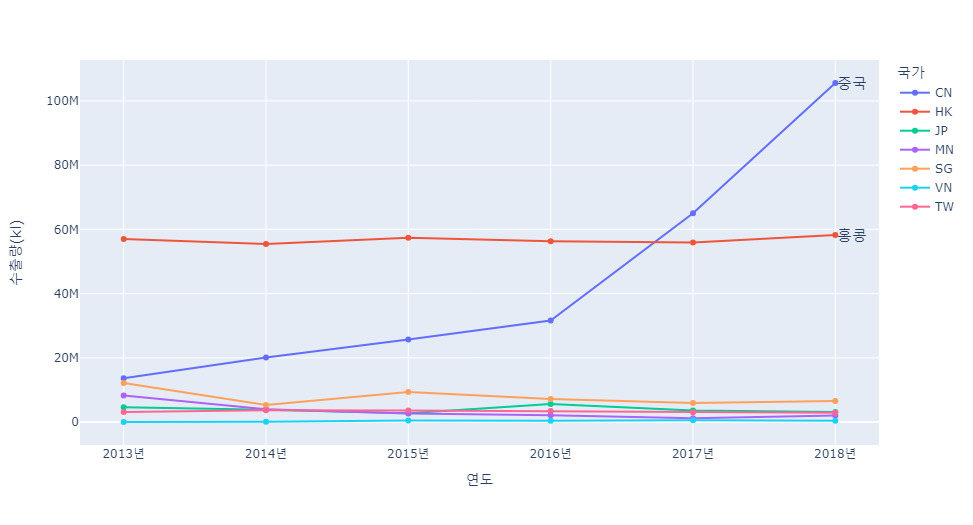 국가
CN
HK
JP
MN
SG
VN
TW
중국
홍콩
수출량(kl)
100M
80M
60M
40M
20M
0
2013년
2014년
2015년
2016년
2017년
2018년
연도